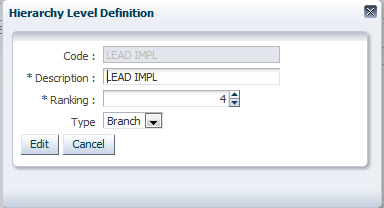 Hierarchy Level Definition
Code : LEAD IMPL
* Description : LEAD IMPL
* Ranking : 4
Type Branch
Edit Cancel